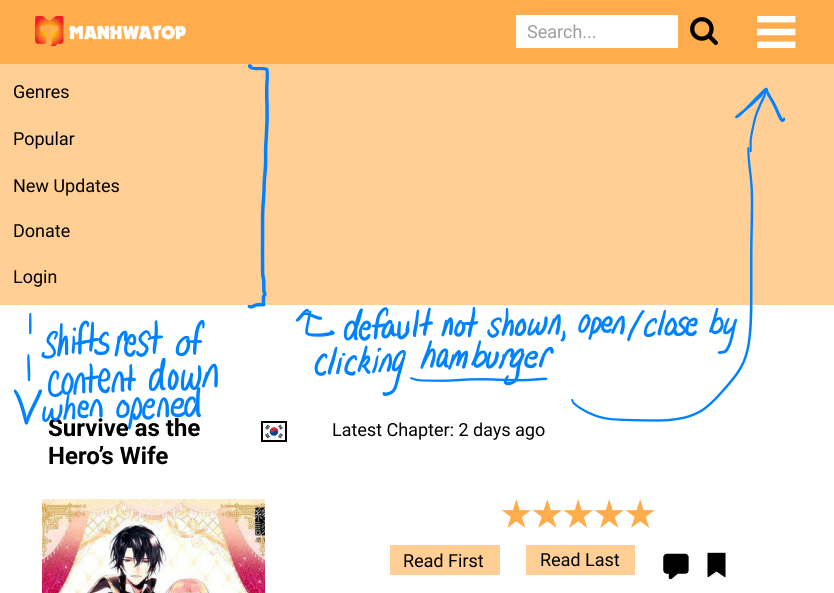 MANHWATOP
Search...
Genres
Popular
New Updates
Donate
Login
shifts rest of
content down
when opened
default not shown, open/close by
clicking hamburger
Survive as the
Hero's Wife
Latest Chapter: 2 days ago
Read First
Read Last